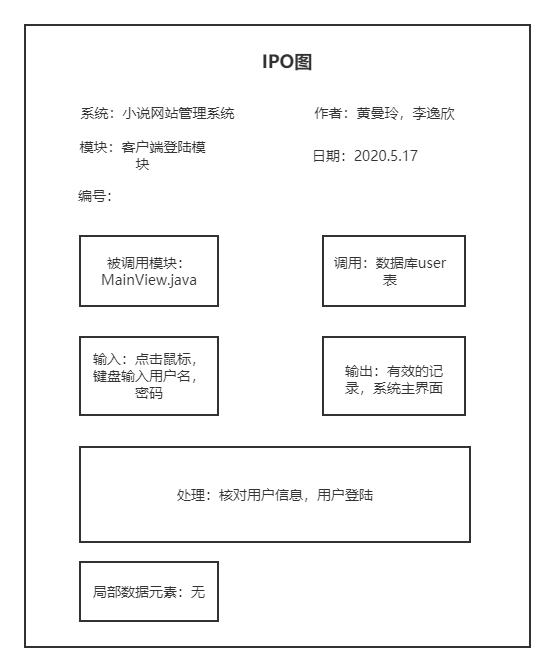 IPO图
系统：小说网站管理系统
作者：黄曼玲，李逸欣
模块：客户端登陆模
块
日期：2020.5.17
编号：
被调用模块：
MainView.java
调用：数据库user
表
输入：点击鼠标，
键盘输入用户名，
密码
输出：有效的记
录，系统主界面
处理：核对用户信息，用户登陆
局部数据元素：无